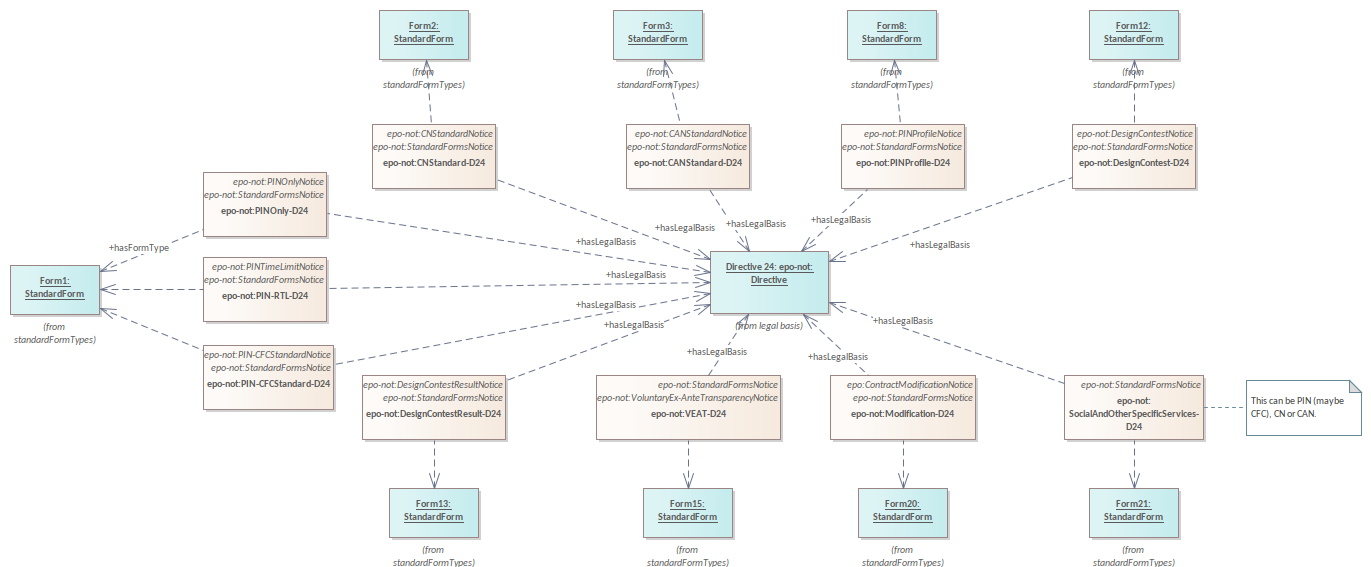 Form2:
StandardForm
(from
standardFormTypes)
Form3:
StandardForm
(from
standardFormTypes)
Form8:
StandardForm
(from
standardFormTypes)
Form12:
StandardForm
(from
standardFormTypes)
epo-not:CNStandardNotice
epo-not:StandardFormsNotice
epo-not:CNStandard-D24
epo-not:CANStandardNotice
epo-not:StandardFormsNotice
epo-not:CANStandard-D24
epo-not:PINProfileNotice
epo-not:StandardFormsNotice
epo-not:PINProfile-D24
epo-not:DesignContestNotice
epo-not:StandardFormsNotice
epo-not:DesignContest-D24
epo-not:PINOnlyNotice
epo-not:StandardFormsNotice
epo-not:PINOnly-D24
+hasFormType
+hasLegalBasis
+hasLegalBasis
+hasLegalBasis
+hasLegalBasis
+hasLegalBasis
Form1:
StandardForm
(from
standardFormTypes)
epo-not:PINTimeLimitNotice
epo-not:StandardFormsNotice
epo-not:PIN-RTL-D24
+hasLegalBasis
Directive 24: epo-not:
Directive
(from legal basis)
+hasLegalBasis
+hasLegalBasis
+hasLegalBasis
+hasLegalBasis
+hasLegalBasis
epo-not:PIN-CFCStandardNotice
epo-not:StandardFormsNotice
epo-not:PIN-CFCStandard-D24
epo-not:DesignContestResultNotice
epo-not:StandardFormsNotice
epo-not:DesignContestResult-D24
epo-not:StandardFormsNotice
epo-not:VoluntaryEx-AnteTransparencyNotice
epo-not:VEAT-D24
epo:ContractModificationNotice
epo-not:StandardFormsNotice
epo-not:Modification-D24
epo-not:StandardFormsNotice
epo-not:
SocialAndOtherSpecificServices-
D24
This can be PIN (maybe
CFC), CN or CAN.
Form13:
StandardForm
(from
standardFormTypes)
Form15:
StandardForm
(from
standardFormTypes)
Form20:
StandardForm
(from
standardFormTypes)
Form21:
StandardForm
(from
standardFormTypes)